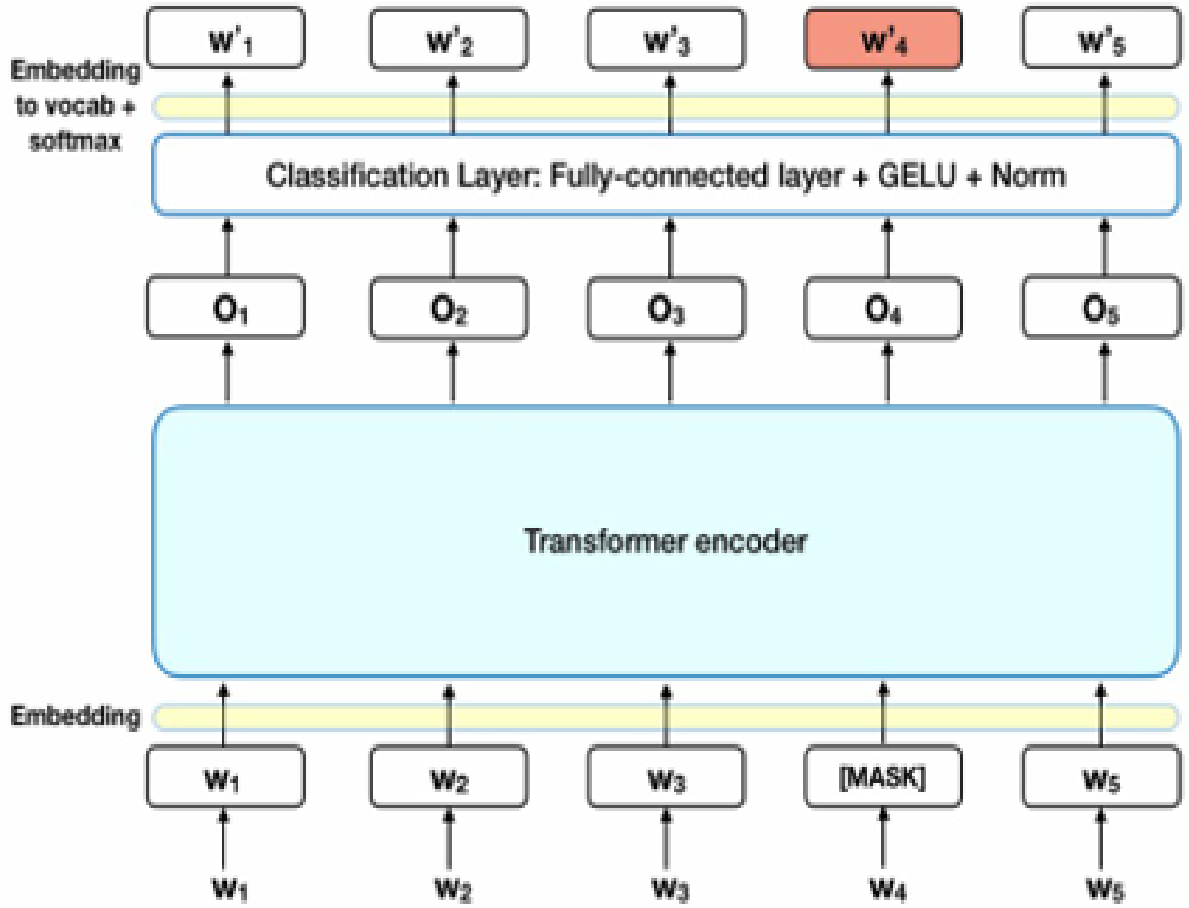 w'1 w'2 w'3 w'4 w'5
Embedding
to vocab +
softmax
Classification Layer: Fully-connected layer + GELU + Norm
O1 O2 O3 O4 O5
Transformer encoder
Embedding
W1 W2 W3 [MASK] W5
W1 W2 W3 W4 W5